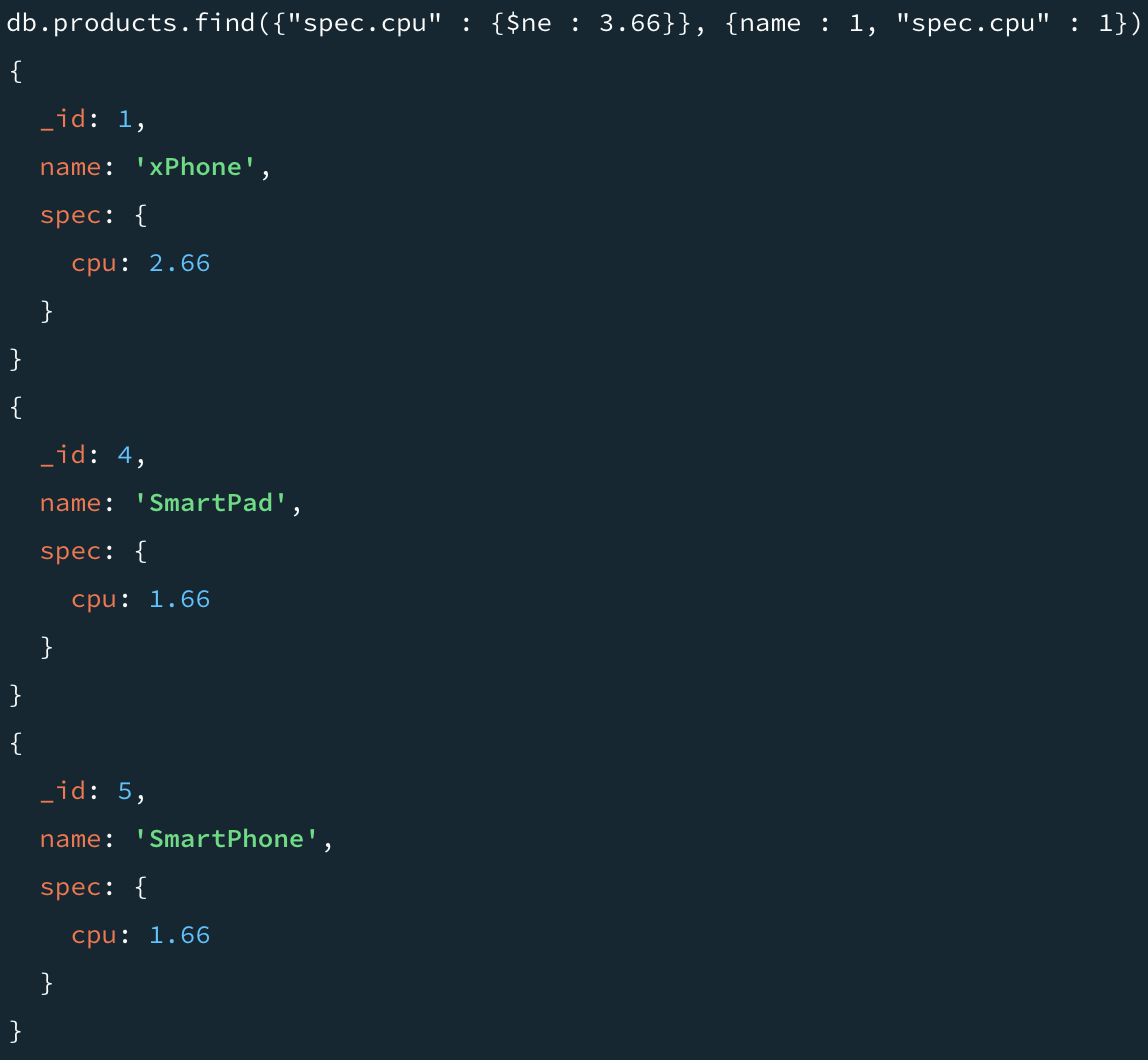 db.products.find({"spec.cpu" : {$ne : 3.66}}, {name : 1, "spec.cpu" : 1})
{
  _id: 1,
  name: 'xPhone',
  spec: {
    cpu: 2.66
  }
}
{
  _id: 4,
  name: 'SmartPad',
  spec: {
    cpu: 1.66
  }
}
{
  _id: 5,
  name: 'SmartPhone',
  spec: {
    cpu: 1.66
  }
}